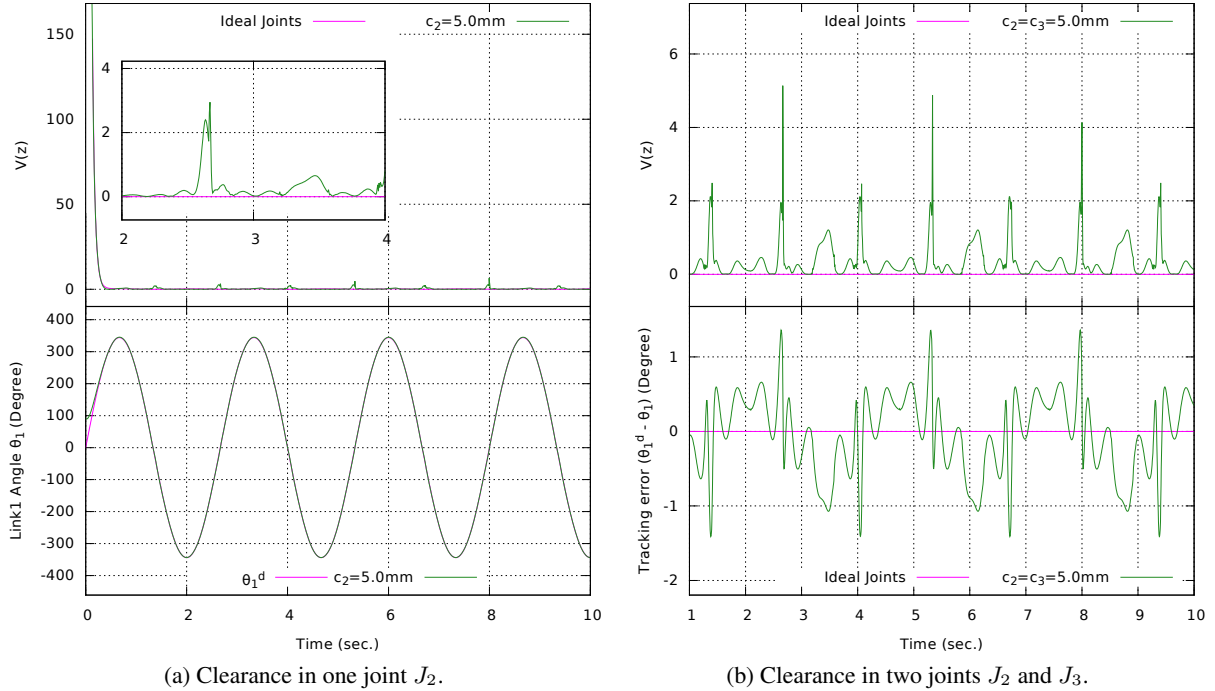 Ideal Joints c₂=5.0mm
V(z)
150
100
50
0
4
2
0
2 3 4
Link1 Angle θ₁ (Degree)
400
300
200
100
0
-100
-200
-300
-400
θ₁ᵈ c₂=5.0mm
0 2 4 6 8 10
Time (sec.)
(a) Clearance in one joint J₂.
Ideal Joints c₂=c₃=5.0mm
V(z)
6
4
2
0
Tracking error (θ₁ᵈ - θ₁) (Degree)
1
0
-1
-2
Ideal Joints c₂=c₃=5.0mm
1 2 3 4 5 6 7 8 9 10
Time (sec.)
(b) Clearance in two joints J₂ and J₃.